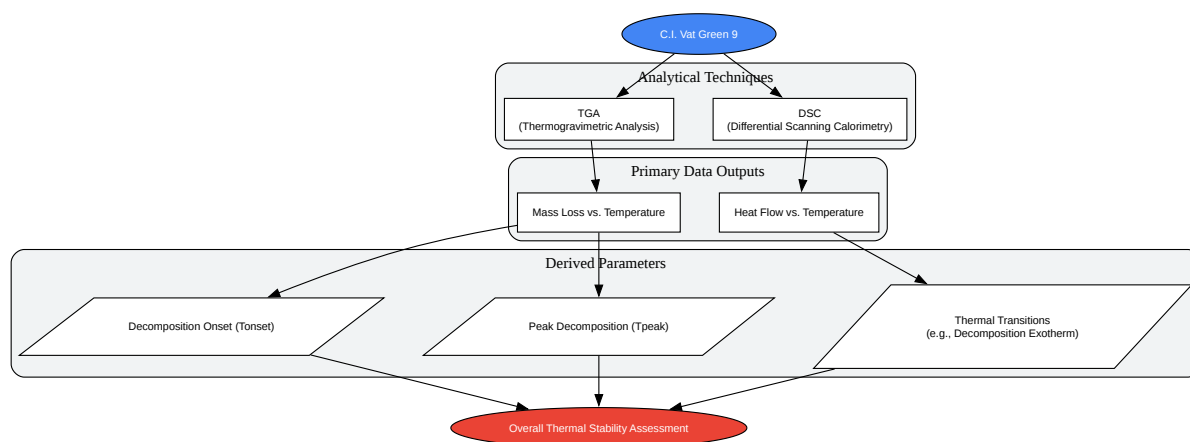 C.I. Vat Green 9
Analytical Techniques
TGA
(Thermogravimetric Analysis)
DSC
(Differential Scanning Calorimetry)
Primary Data Outputs
Mass Loss vs. Temperature
Heat Flow vs. Temperature
Derived Parameters
Decomposition Onset (Tonset)
Peak Decomposition (Tpeak)
Thermal Transitions
(e.g., Decomposition Exotherm)
Overall Thermal Stability Assessment